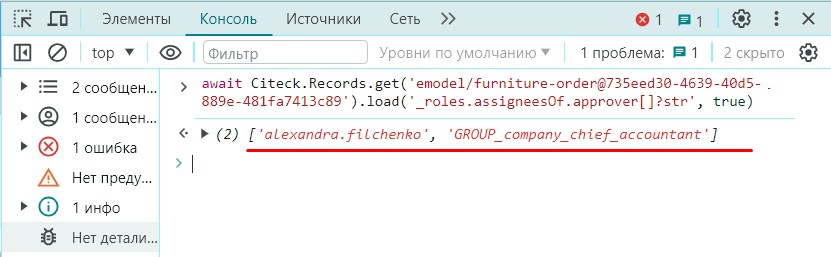 Элементы Консоль Источники Сеть 1 1
top Фильтр Уровни по умолчанию 1 проблема: 1 2 скрыто
2 сообщен...
1 сообщен...
1 ошибка
Нет преду...
1 инфо
Нет детали...
await Citeck.Records.get('emodel/furniture-order@735eed30-4639-40d5-
889e-481fa7413c89').load('_roles.assigneesOf.approver[]?str', true)
(2) ['alexandra.filchenko', 'GROUP_company_chief_accountant']